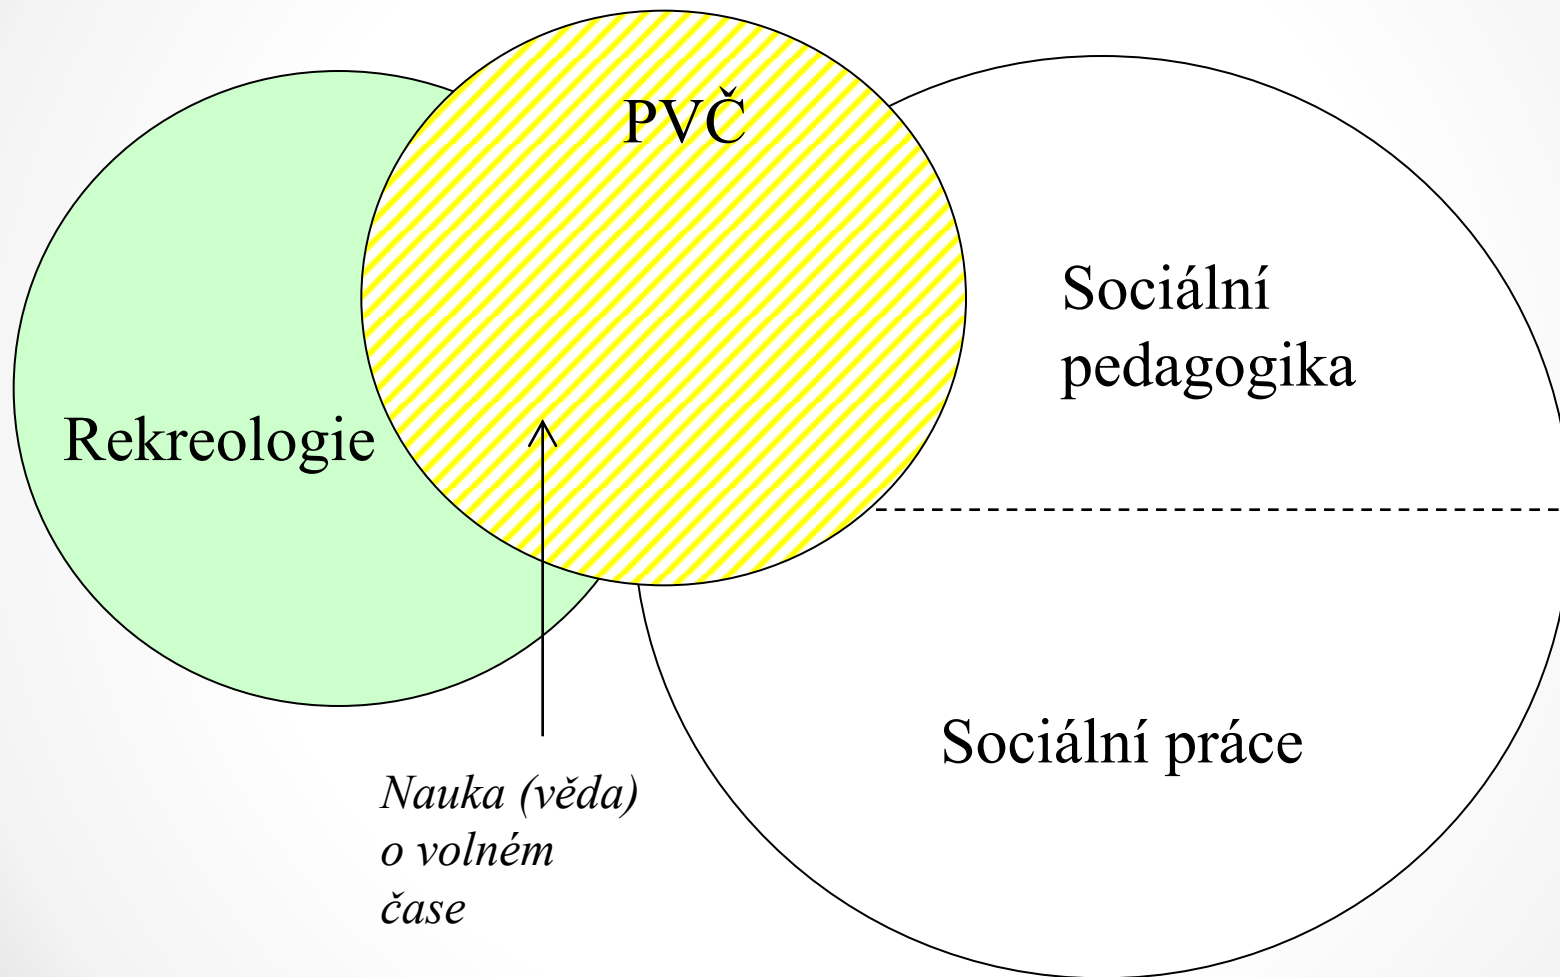 PVČ
Sociální
pedagogika
Rekreologie
Sociální práce
Nauka (věda)
o volném
čase